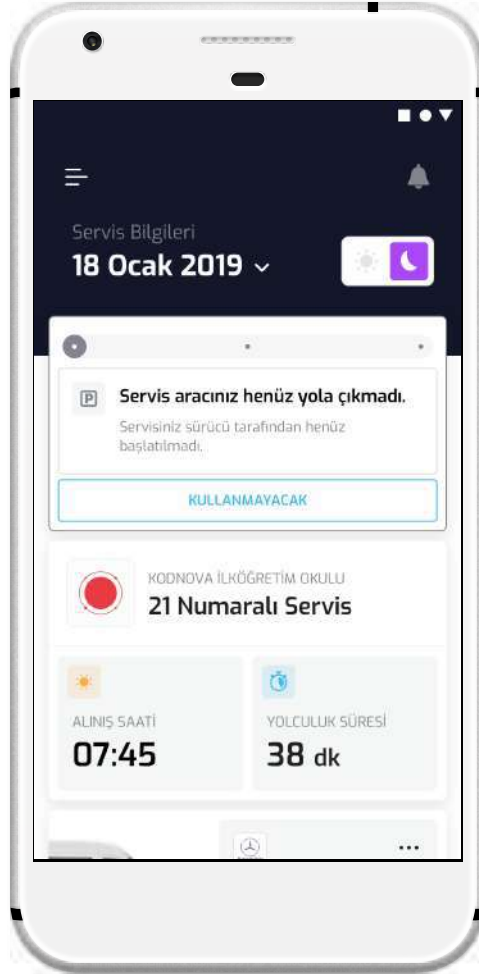 Servis Bilgileri
18 Ocak 2019
P
Servis aracınız henüz yola çıkmadı.
Servisiniz sürücü tarafından henüz
başlatılmadı.
KULLANMAYACAK
KODNOVA İLKÖĞRETİM OKULU
21 Numaralı Servis
ALINIŞ SAATİ
07:45
YOLCULUK SÜRESİ
38 dk